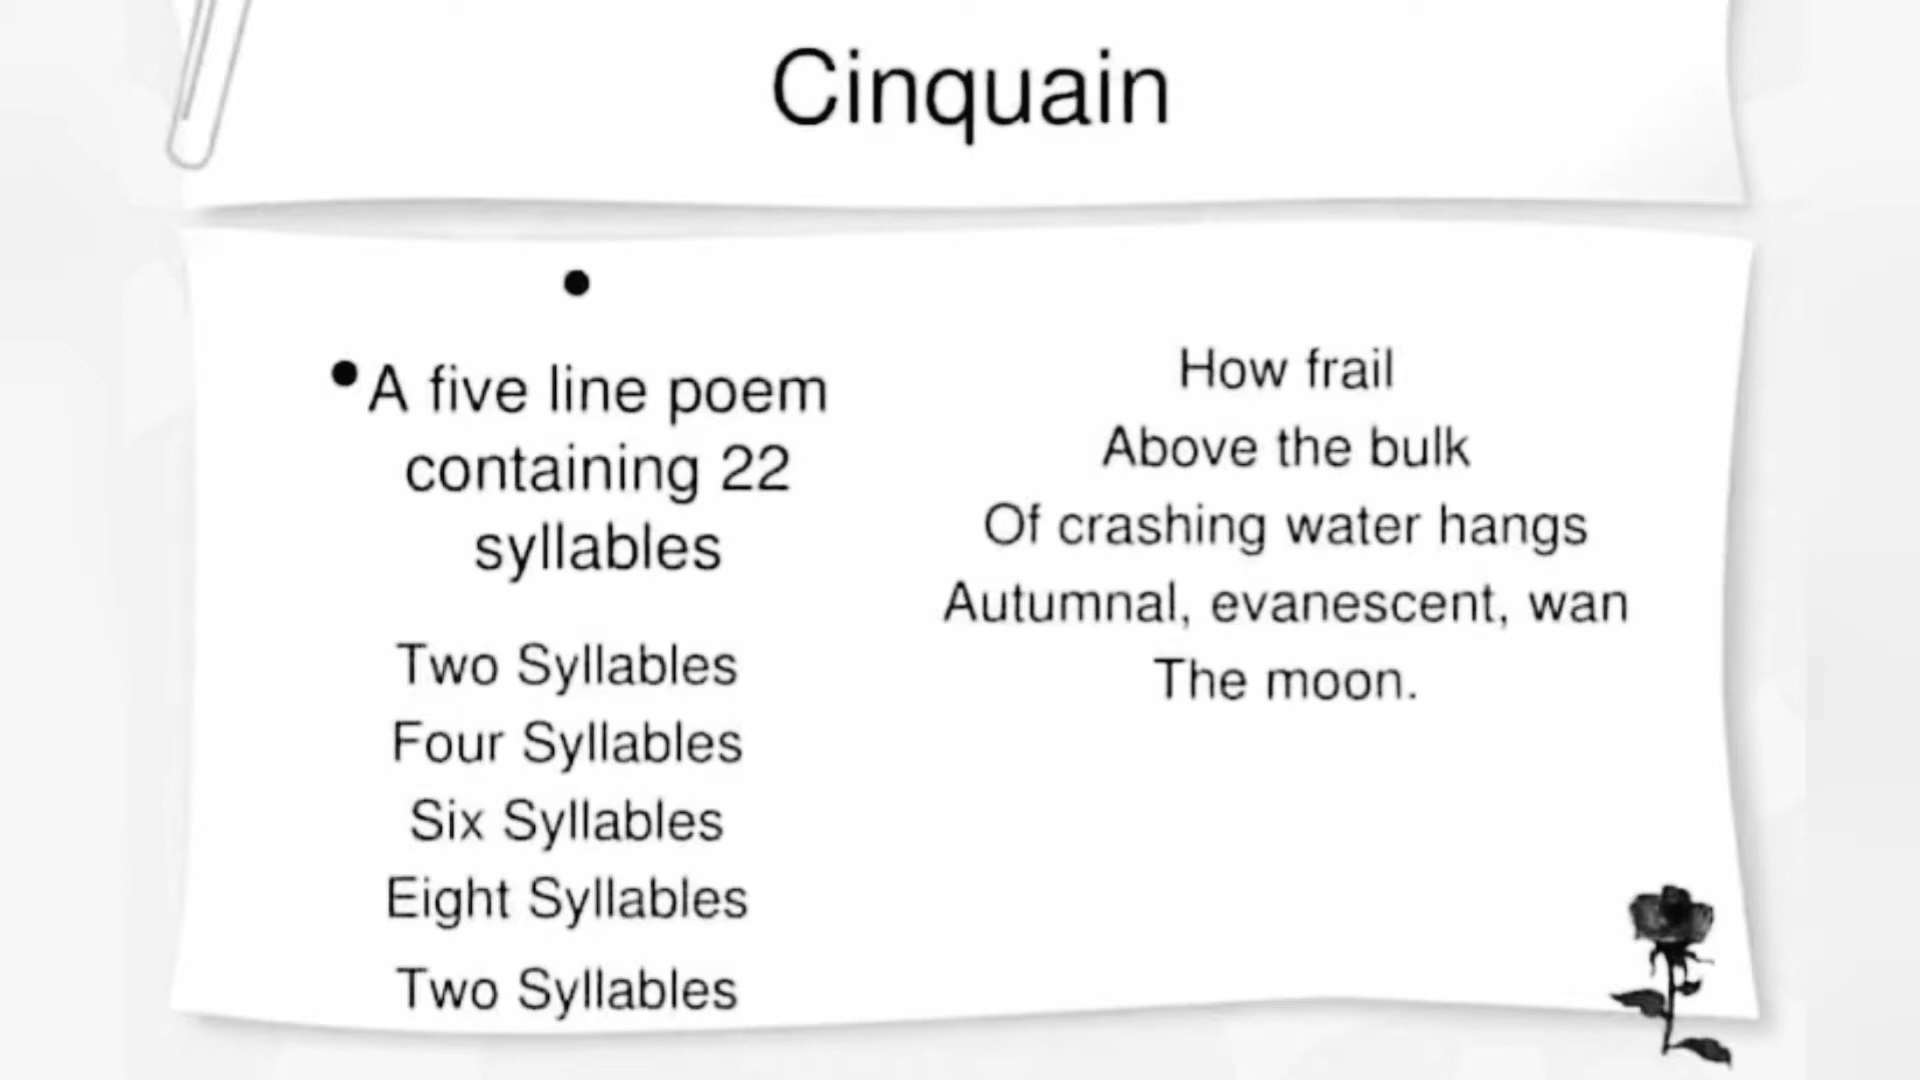 Cinquain
•
• A five line poem
containing 22
syllables
Two Syllables
Four Syllables
Six Syllables
Eight Syllables
Two Syllables
How frail
Above the bulk
Of crashing water hangs
Autumnal, evanescent, wan
The moon.